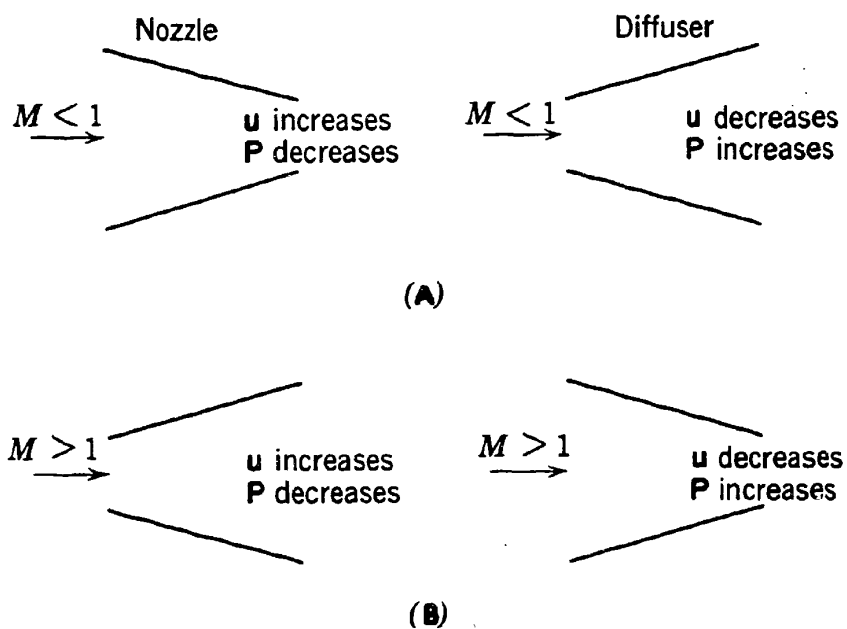 Nozzle
Diffuser
M < 1
u increases
P decreases
M < 1
u decreases
P increases
(A)
M > 1
u increases
P decreases
M > 1
u decreases
P increases
(B)